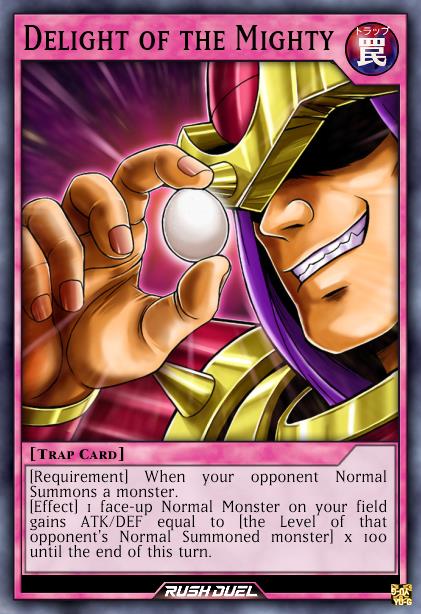 Delight of the Mighty
トラップ
罠
[Trap Card]
[Requirement] When your opponent Normal
Summons a monster.
[Effect] 1 face-up Normal Monster on your field
gains ATK/DEF equal to [the Level of that
opponent's Normal Summoned monster] x 100
until the end of this turn.
RUSH DUEL